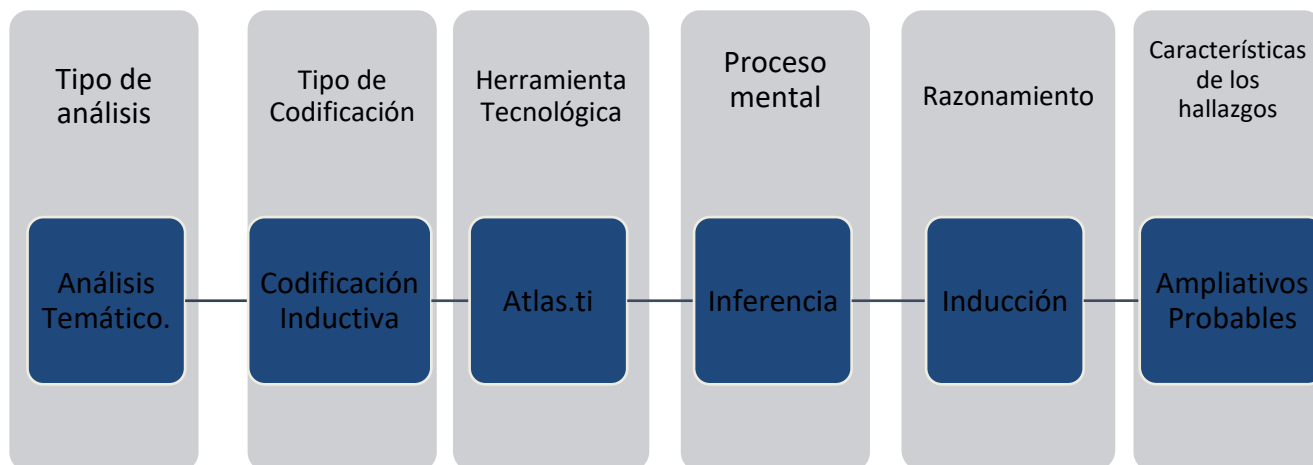 Tipo de
análisis
Tipo de
Codificación
Herramienta
Tecnológica
Proceso
mental
Razonamiento
Características
de los
hallazgos
Análisis
Temático.
Codificación
Inductiva
Atlas.ti
Inferencia
Inducción
Ampliativos
Probables